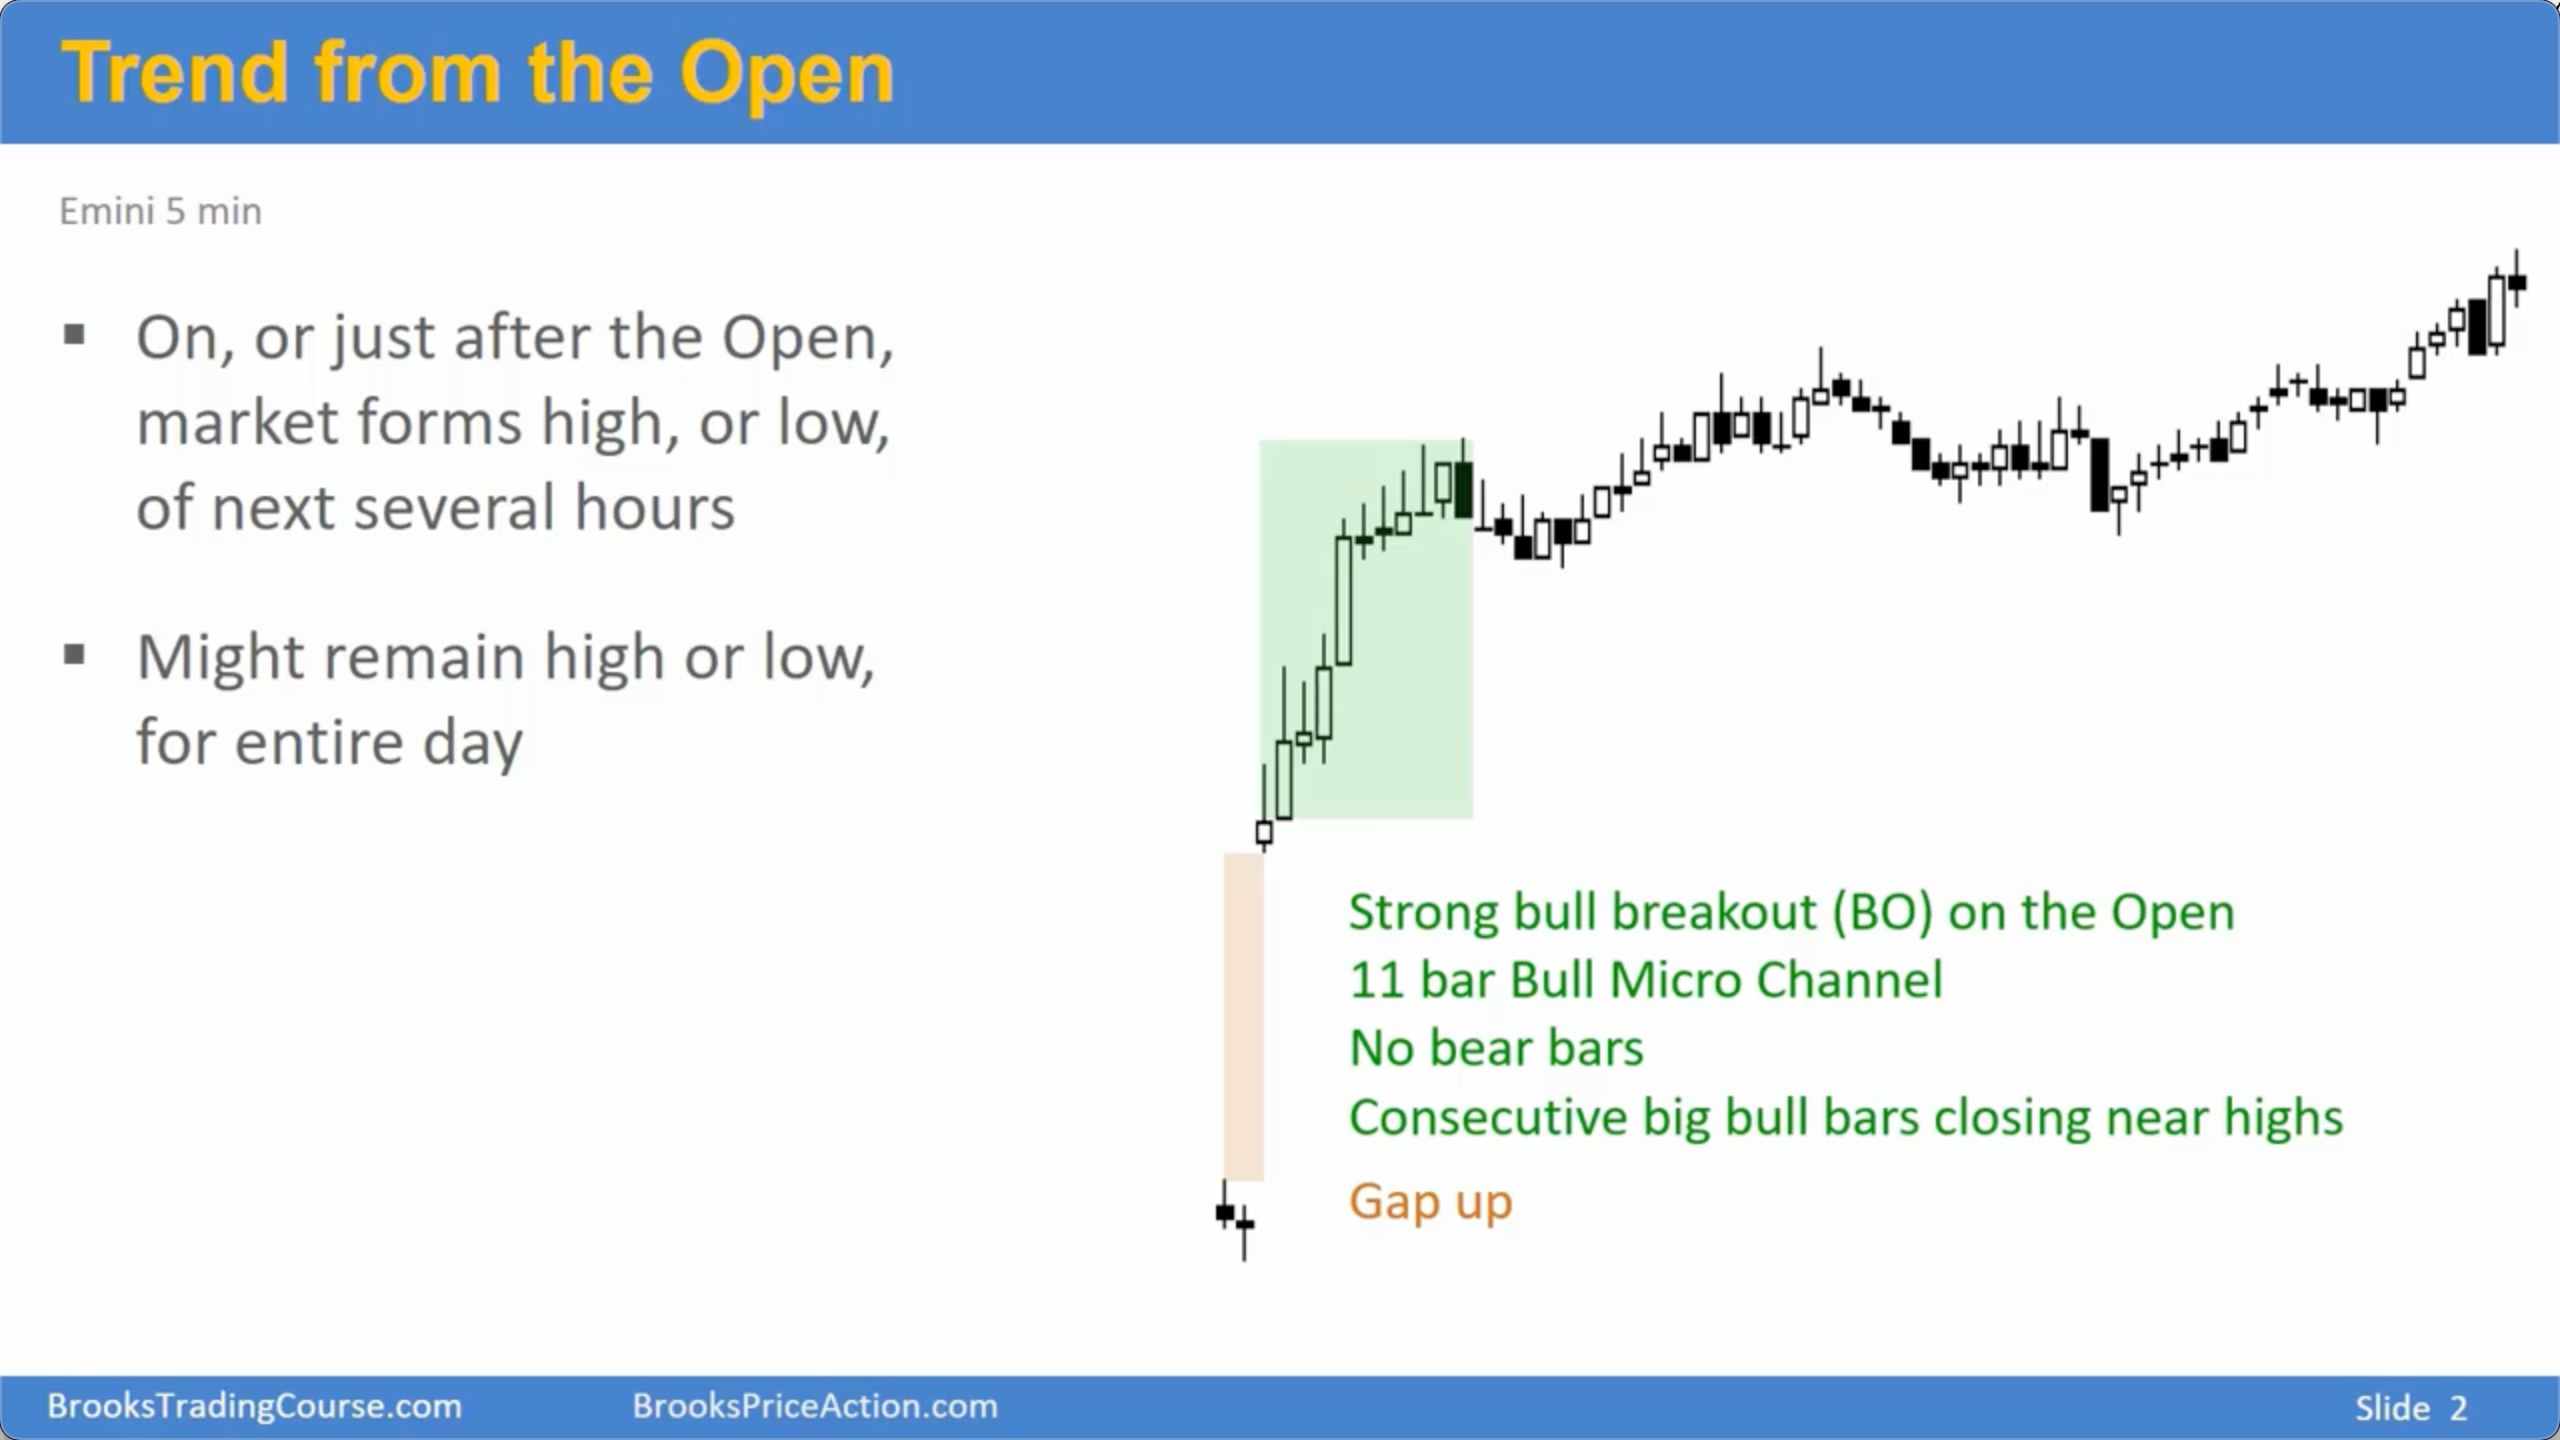 Trend from the Open
Emini 5 min
▪ On, or just after the Open,
market forms high, or low,
of next several hours
▪ Might remain high or low,
for entire day
Strong bull breakout (BO) on the Open
11 bar Bull Micro Channel
No bear bars
Consecutive big bull bars closing near highs
Gap up
BrooksTradingCourse.com
BrooksPriceAction.com
Slide 2